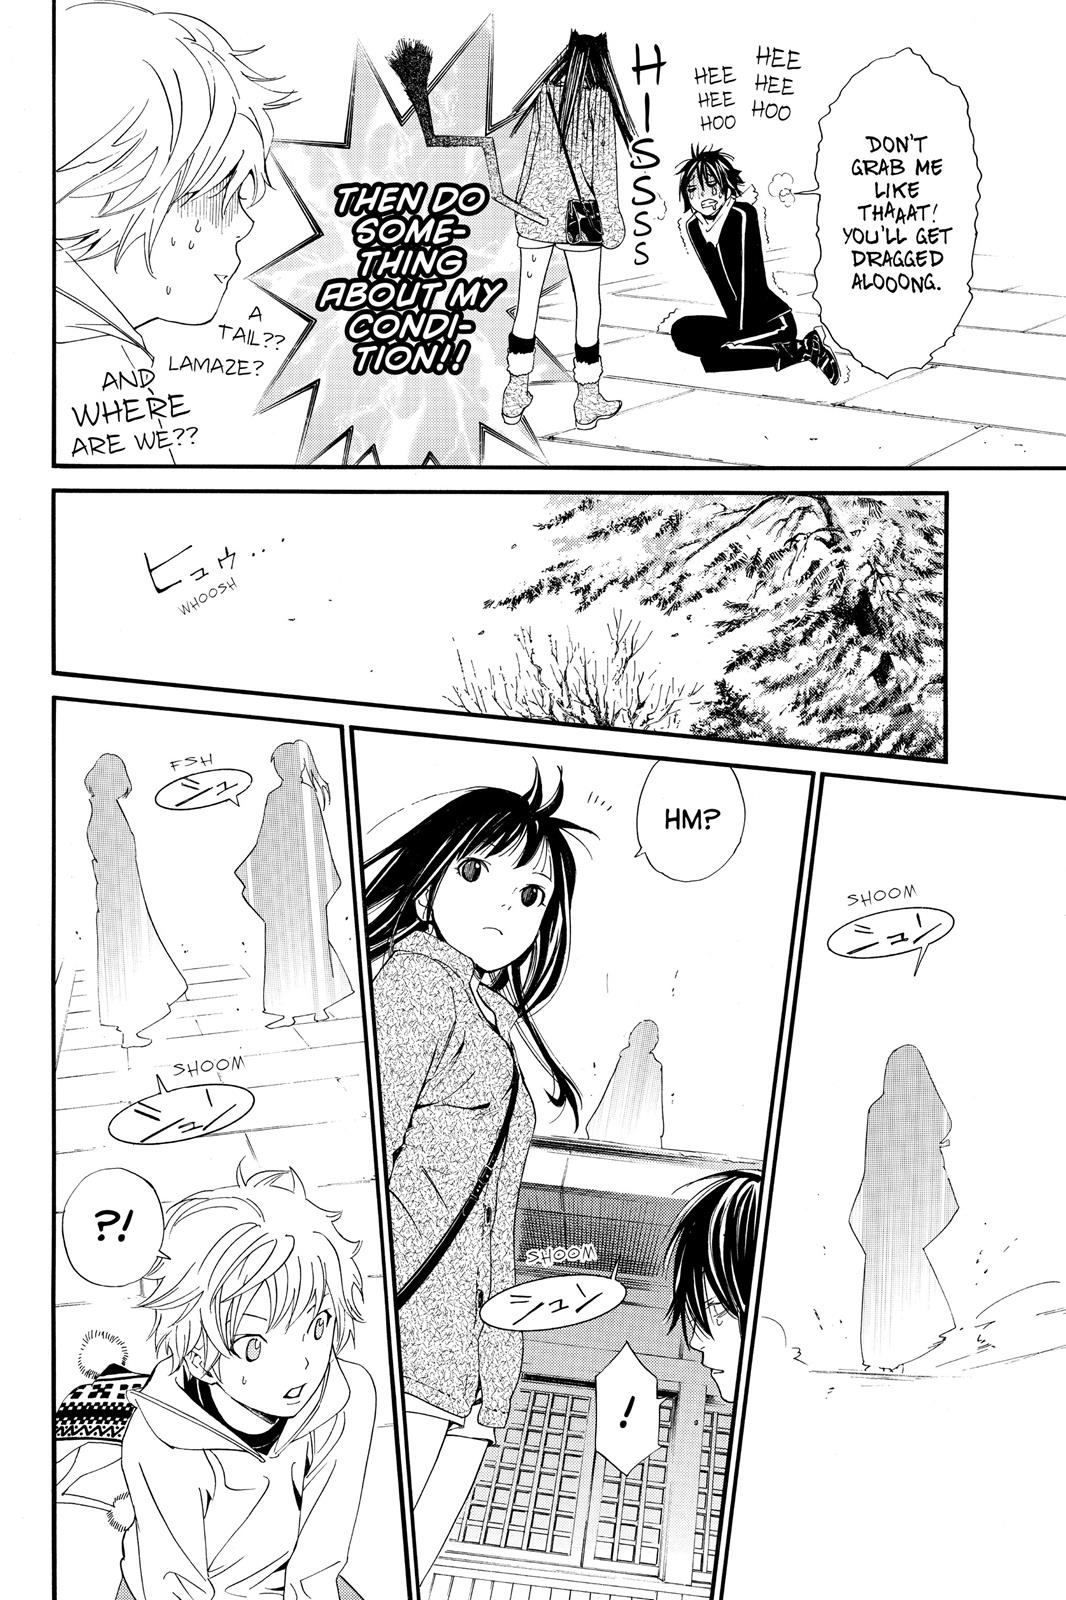 DON'T
GRAB ME
LIKE
THAAAT!
YOU'LL GET
DRAGGED
ALOOONG.
HEE
HEE
HOO
HEE
HEE
HOO
HISSSS
THEN DO
SOME-
THING
ABOUT MY
CONDI-
TION!!
A
TAIL??
LAMAZE?
AND
WHERE
ARE WE??
ヒュウ...
WHOOSH
SHOOM
シュン
HM?
SHOOM
シュン
!
FSH
シュ
SHOOM
シュン
?!